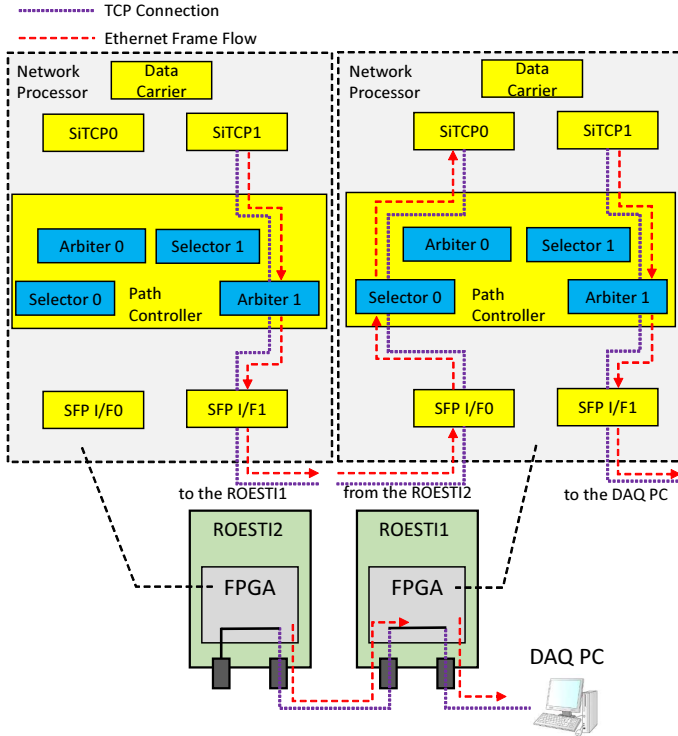 TCP Connection
Ethernet Frame Flow
Network
Processor
Data
Carrier
SiTCP0
SiTCP1
Arbiter 0
Selector 1
Selector 0
Path
Controller
Arbiter 1
SFP I/F0
SFP I/F1
to the ROESTI1
Network
Processor
Data
Carrier
SiTCP0
SiTCP1
Arbiter 0
Selector 1
Selector 0
Path
Controller
Arbiter 1
SFP I/F0
SFP I/F1
from the ROESTI2
to the DAQ PC
ROESTI2
FPGA
ROESTI1
FPGA
DAQ PC